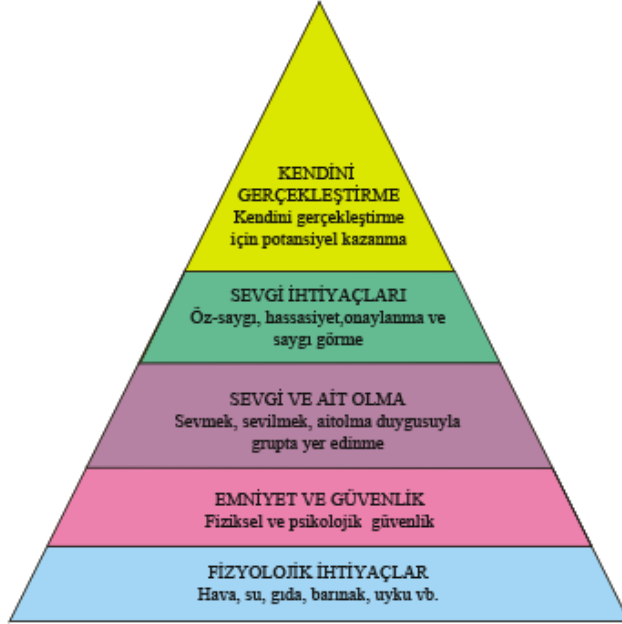 KENDİNİ
GERÇEKLEŞTİRME
Kendini gerçekleştirme
için potansiyel kazanma
SEVGİ İHTİYAÇLARI
Öz-saygı, hassasiyet,onaylanma ve
saygı görme
SEVGİ VE AİT OLMA
Sevmek, sevilmek, aitolma duygusuyla
grupta yer edinme
EMNİYET VE GÜVENLİK
Fiziksel ve psikolojik güvenlik
FİZYOLOJİK İHTİYAÇLAR
Hava, su, gıda, barınak, uyku vb.